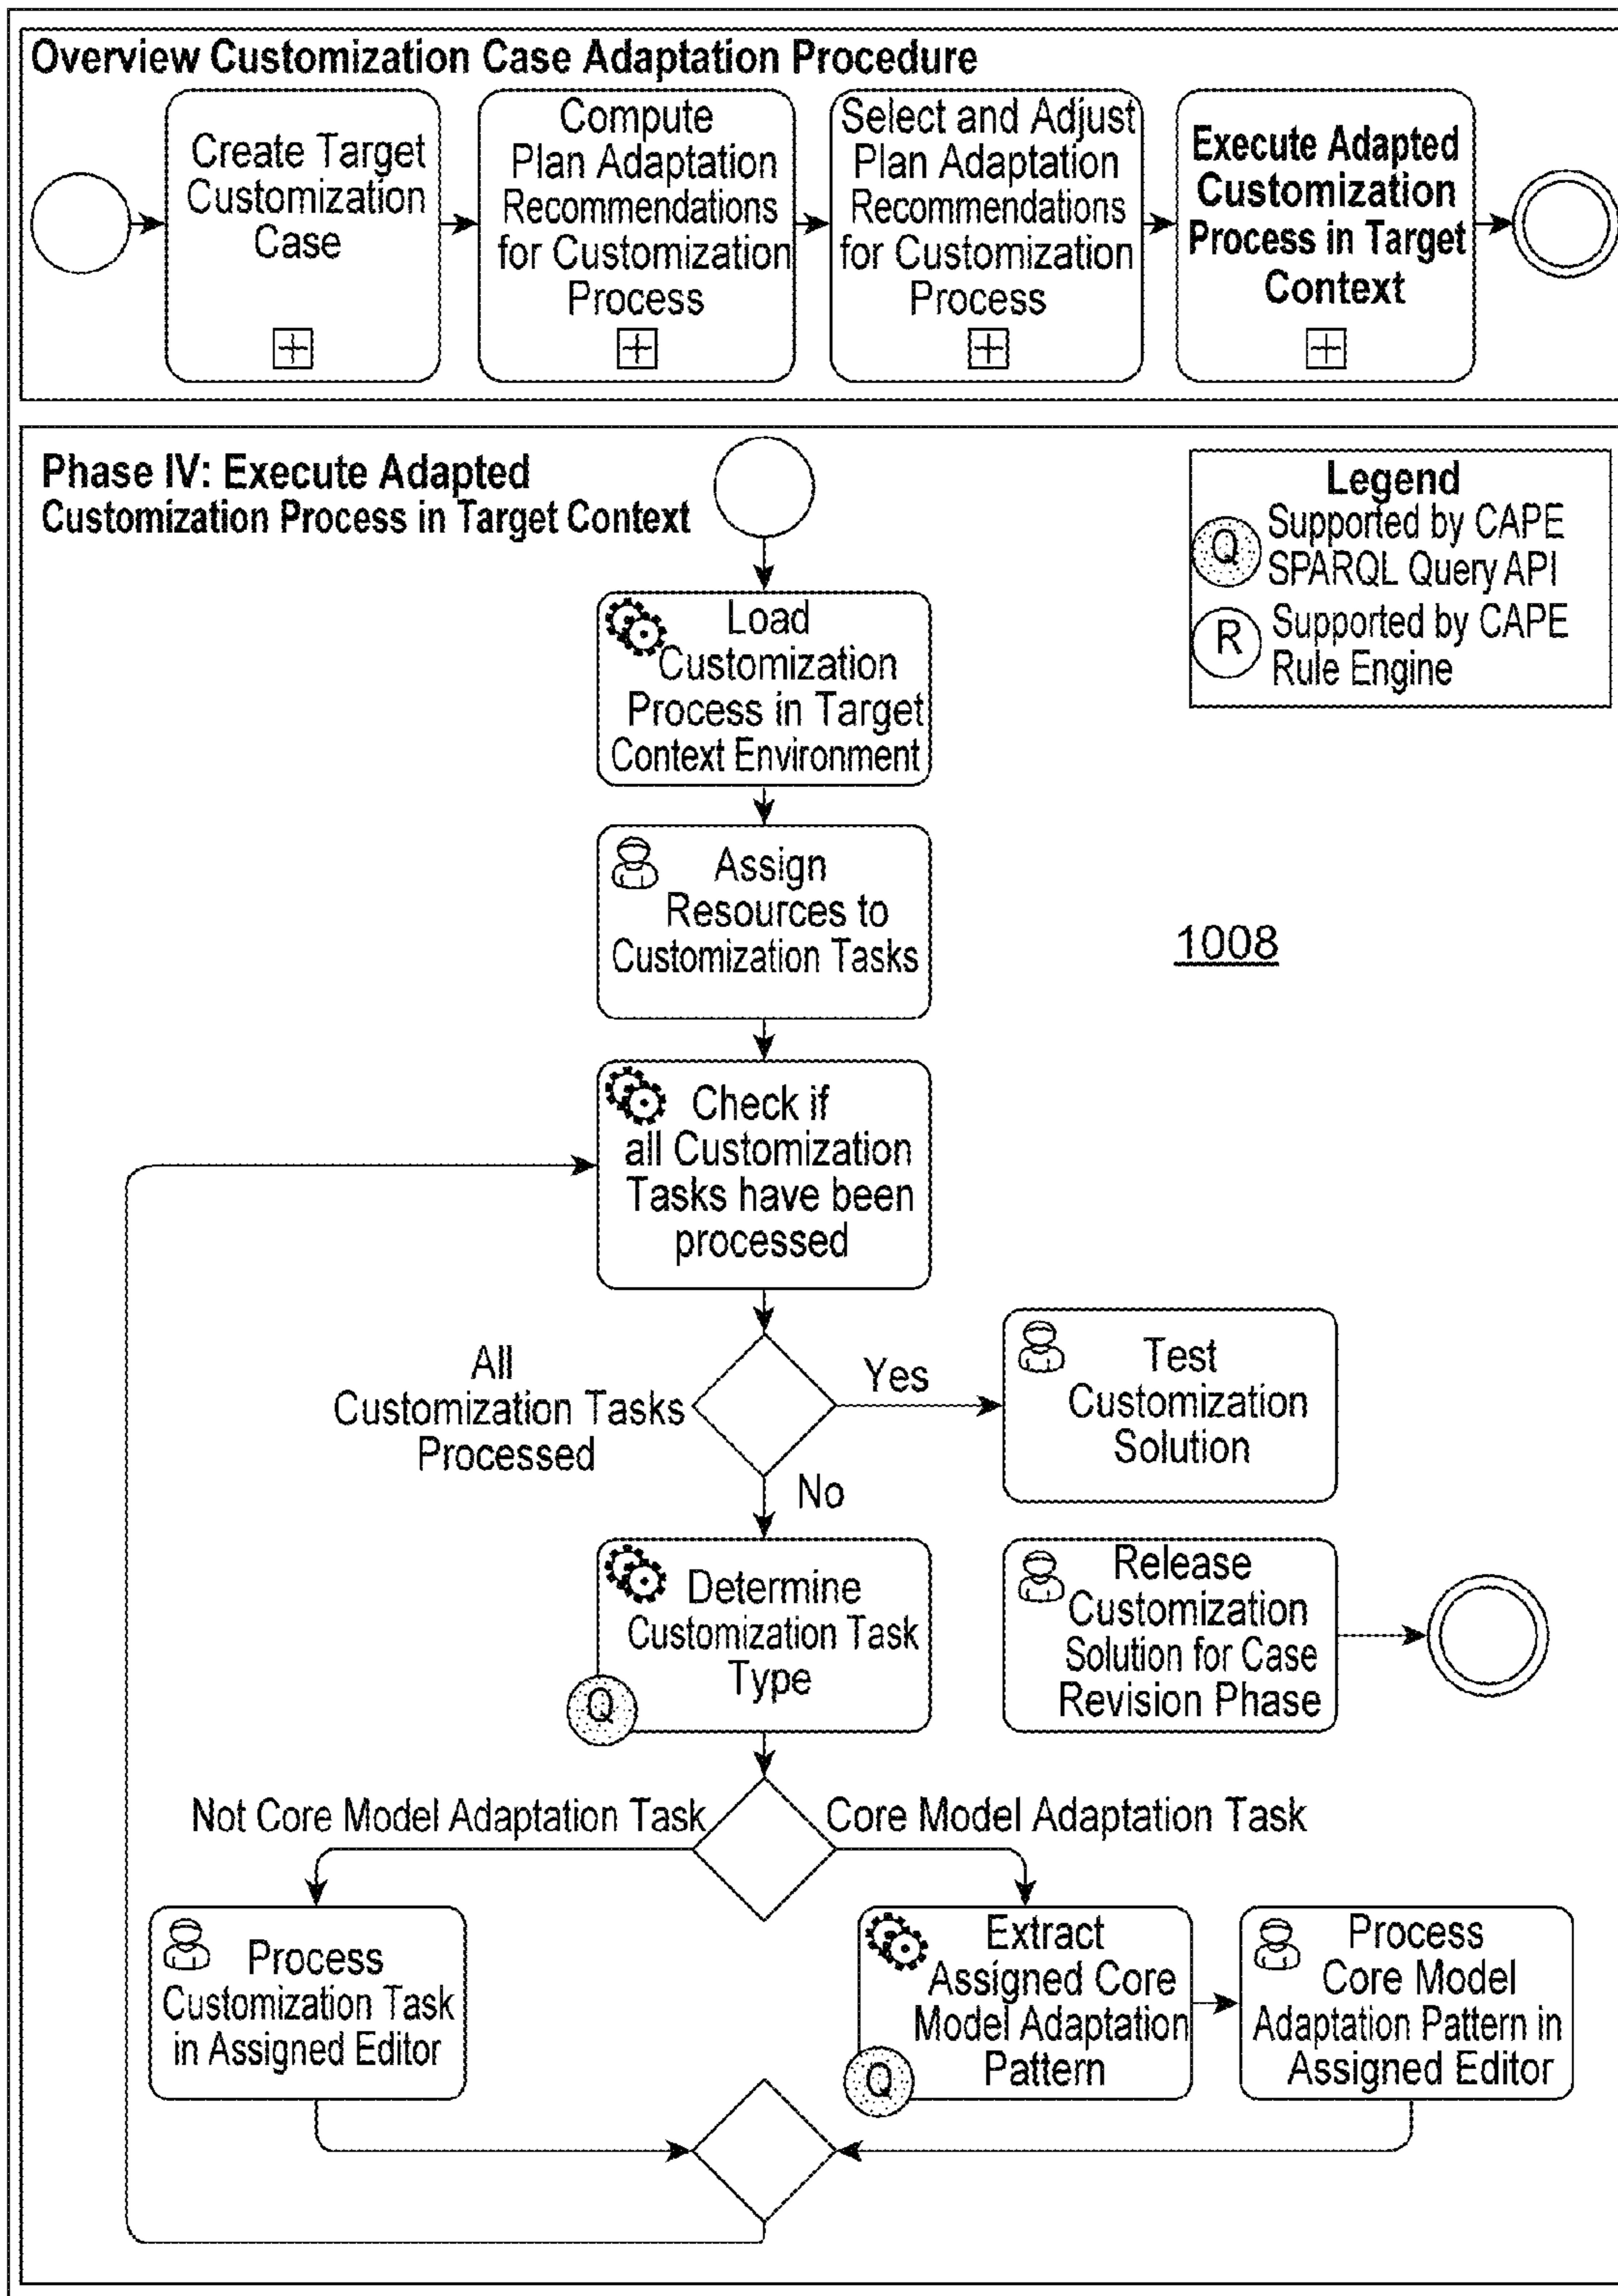 Overview Customization Case Adaptation Procedure
Create Target
Customization
Case
Compute
Plan Adaptation
Recommendations
for Customization
Process
Select and Adjust
Plan Adaptation
Recommendations
for Customization
Process
Execute Adapted
Customization
Process in Target
Context
Phase IV: Execute Adapted
Customization Process in Target Context
Legend
Q
Supported by CAPE
SPARQL Query API
R
Supported by CAPE
Rule Engine
Load
Customization
Process in Target
Context Environment
Assign
Resources to
Customization Tasks
1008
Check if
all Customization
Tasks have been
processed
All
Customization Tasks
Processed
Yes
Test
Customization
Solution
No
Determine
Customization Task
Type
Q
Release
Customization
Solution for Case
Revision Phase
Not Core Model Adaptation Task
Core Model Adaptation Task
Process
Customization Task
in Assigned Editor
Extract
Assigned Core
Model Adaptation
Pattern
Q
Process
Core Model
Adaptation Pattern in
Assigned Editor